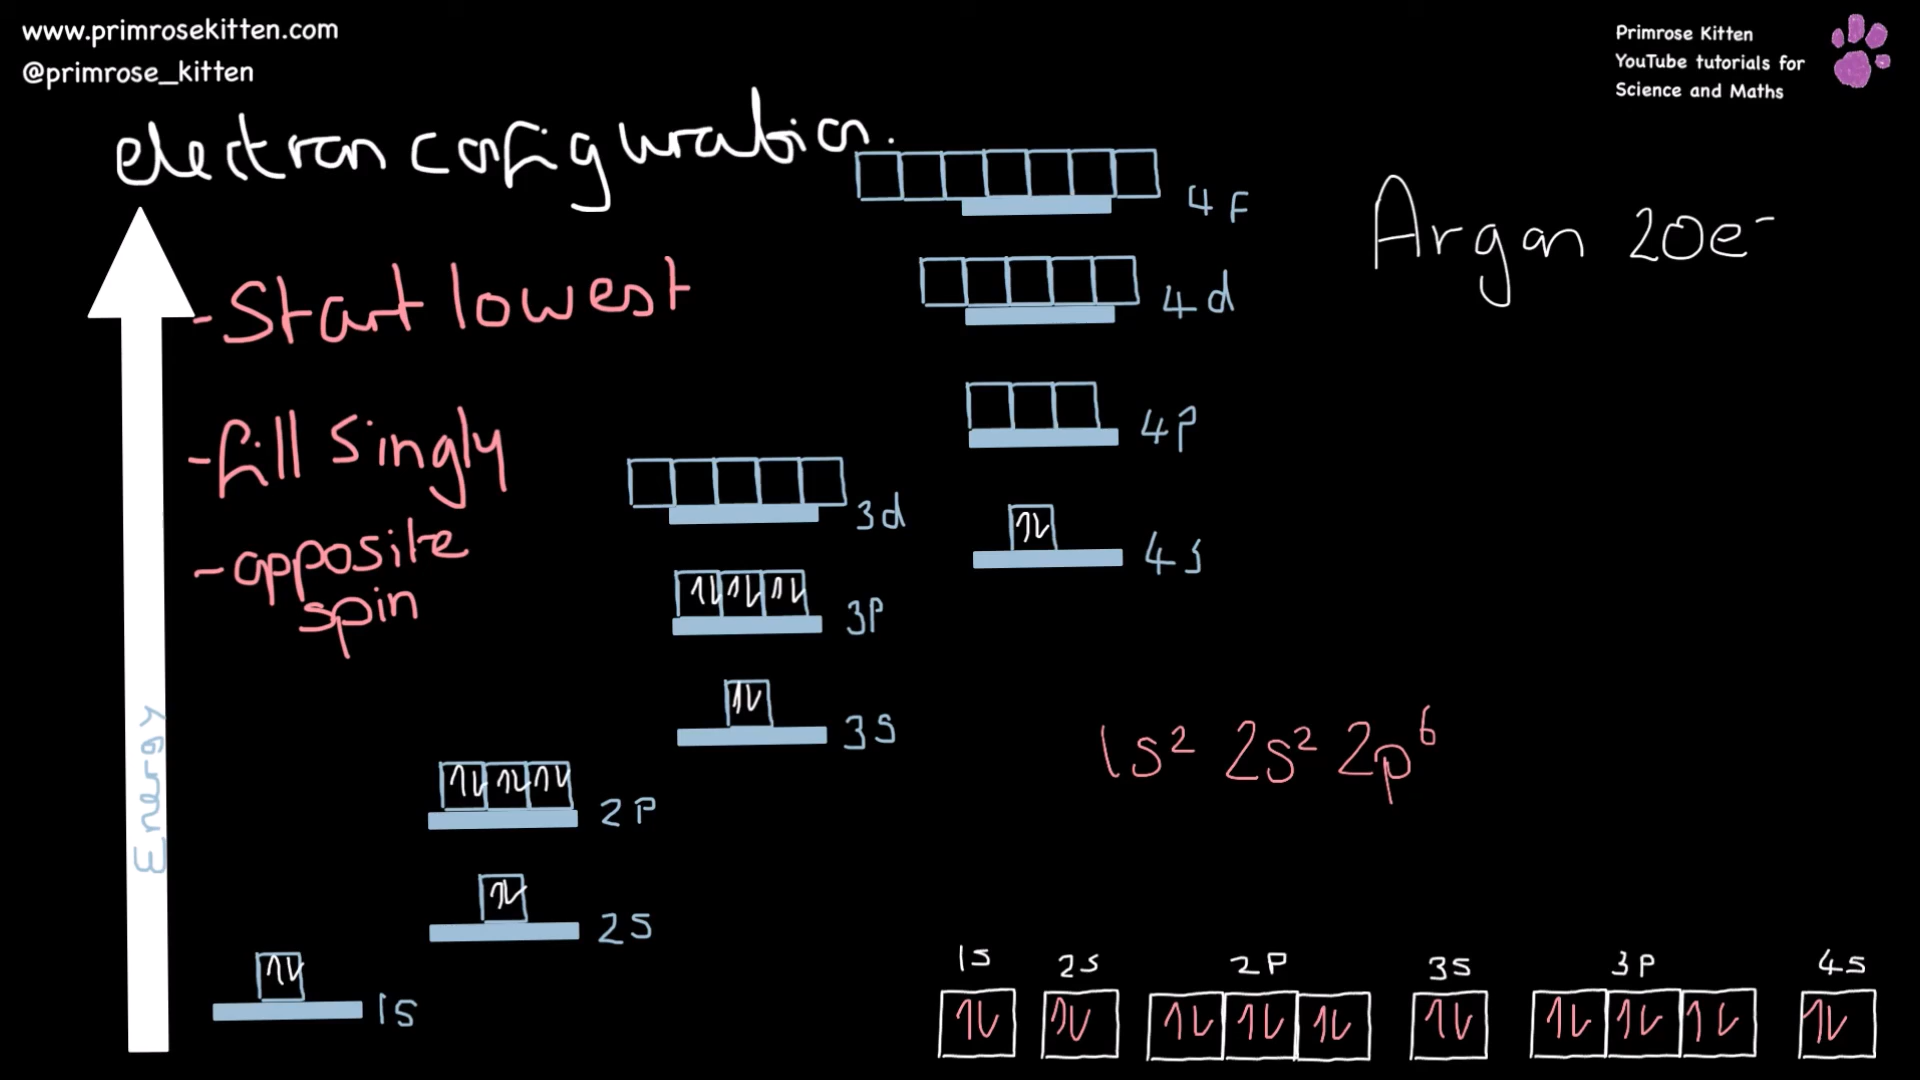 www.primrosekitten.com
@primrose_kitten
Primrose Kitten
YouTube tutorials for
Science and Maths
electron configuration.
Argon 20e⁻
- Start lowest
- fill singly
- opposite
spin
Energy
4F
4d
4p
4s
3d
3P
3S
2P
2S
1S
1s² 2s² 2p⁶
1S 2S 2P 3S 3P 4S